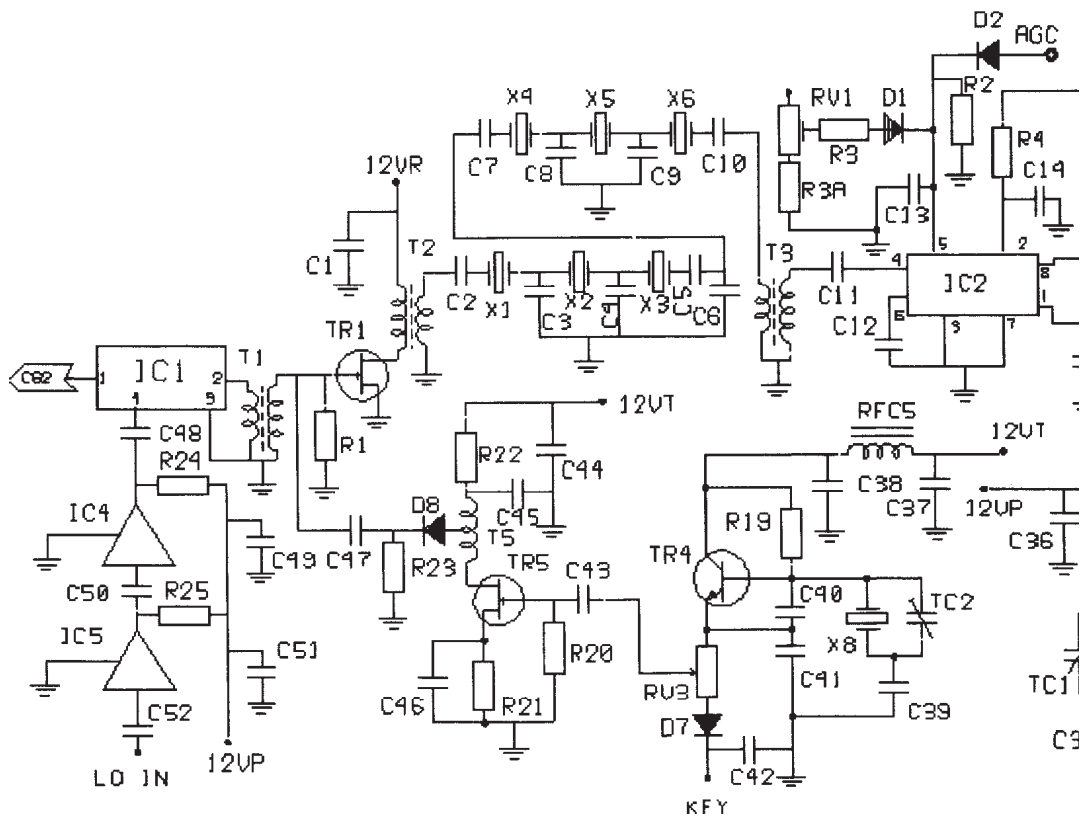 D2
AGC
X4
X5
X6
RV1
D1
R2
C7
C8
C9
C10
R3
R4
R3A
C13
C14
12VR
C1
T2
T3
5
2
4
IC2
8
1
6
3
7
C2
X1
C3
X2
C4
X3
C5
C6
C11
C12
TR1
T1
1
IC1
2
4
3
C48
R1
R24
IC4
C49
C50
R25
IC5
C51
C52
LO IN
12VP
12VT
R22
C44
C45
D8
C47
R23
T5
TR5
C43
R20
C46
R21
RFC5
12VT
C38
C37
12VP
C36
R19
TR4
C40
TC2
X8
C41
RV3
C39
D7
C42
KEY
TC1